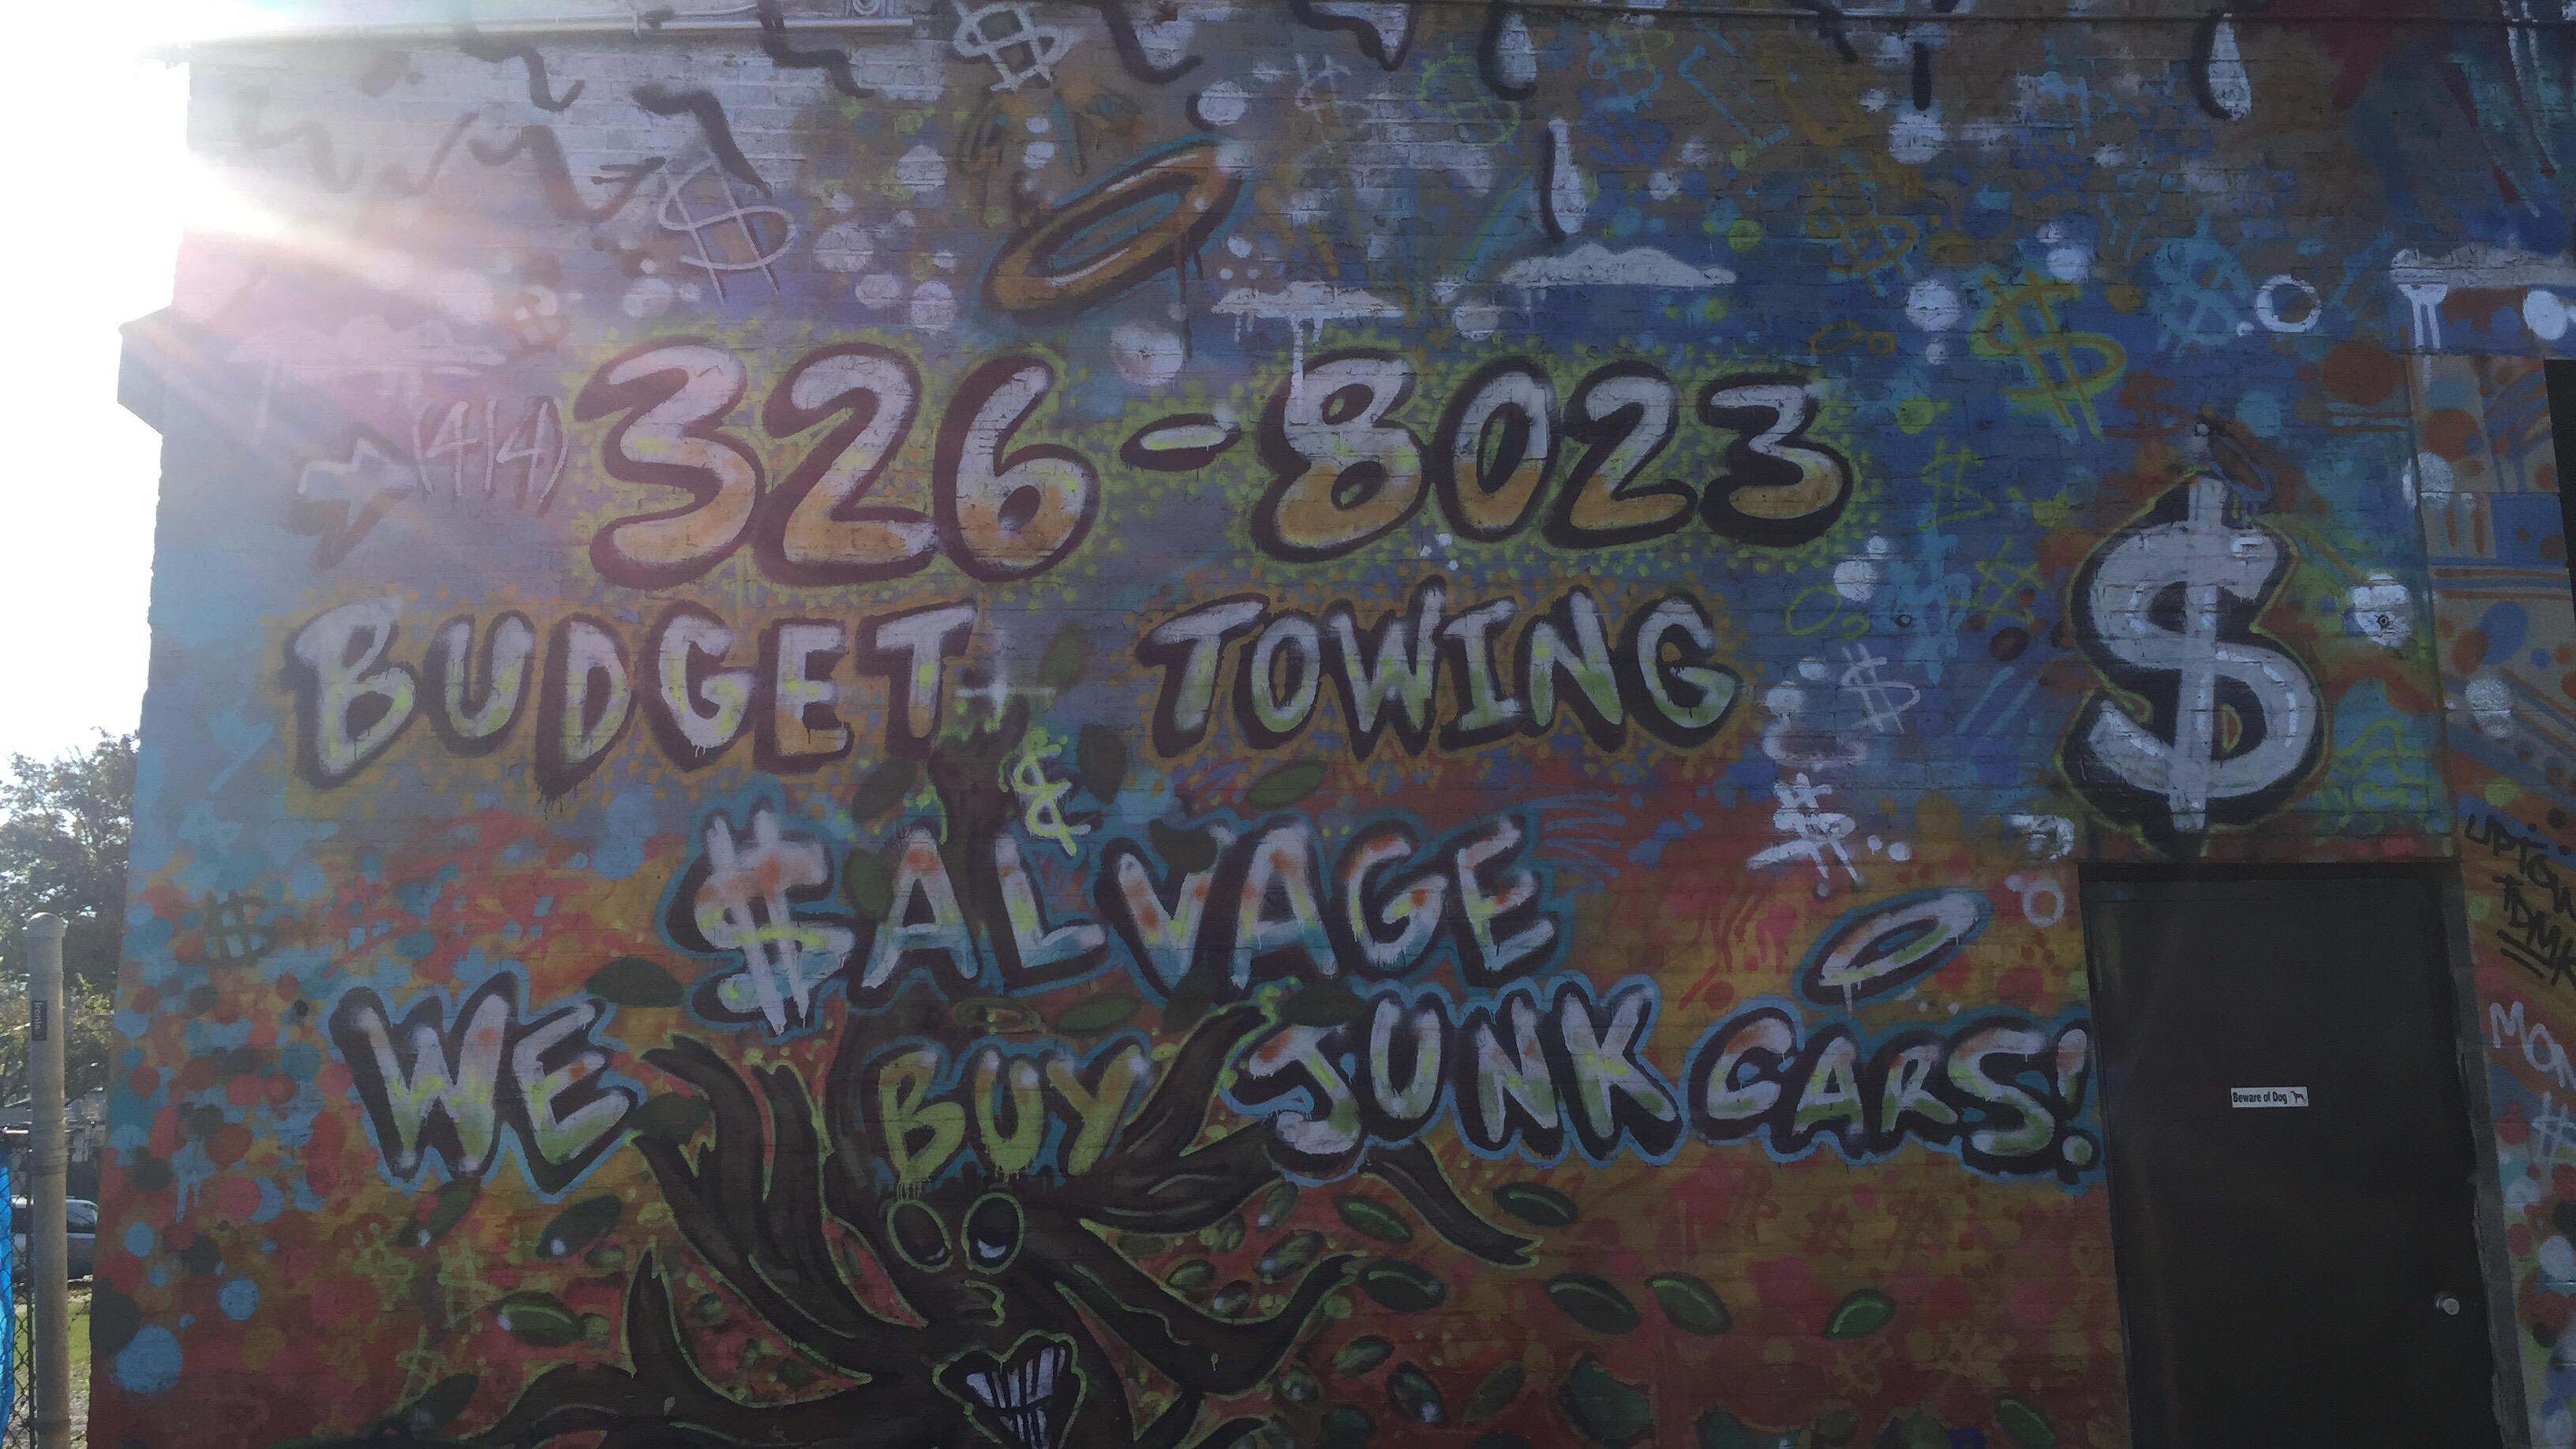 (414) 326-8023
BUDGET TOWING
&
$ALVAGE
$
WE BUY JUNK CARS!
Beware of Dog